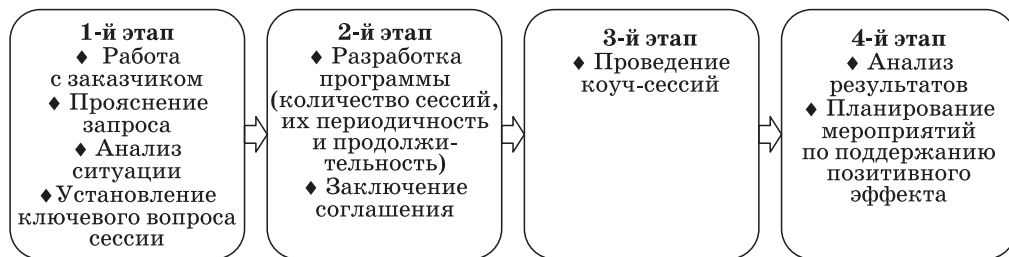 1-й этап
♦ Работа
с заказчиком
♦ Прояснение
запроса
♦ Анализ
ситуации
♦ Установление
ключевого вопроса
сессии
2-й этап
♦ Разработка
программы
(количество сессий,
их периодичность
и продолжи-
тельность)
♦ Заключение
соглашения
3-й этап
♦ Проведение
коуч-сессий
4-й этап
♦ Анализ
результатов
♦ Планирование
мероприятий
по поддержанию
позитивного
эффекта